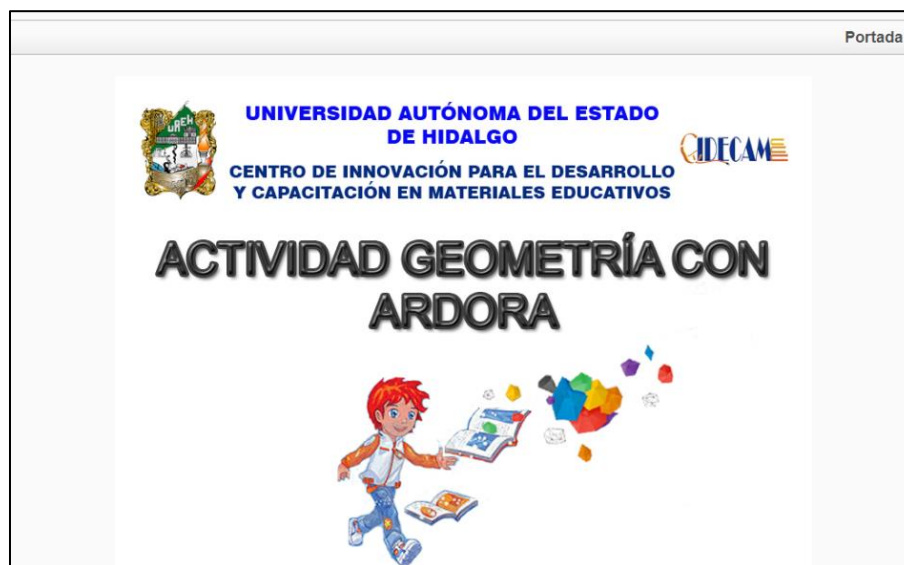 Portada
UNIVERSIDAD AUTÓNOMA DEL ESTADO
DE HIDALGO
CIDECAME
CENTRO DE INNOVACIÓN PARA EL DESARROLLO
Y CAPACITACIÓN EN MATERIALES EDUCATIVOS
ACTIVIDAD GEOMETRÍA CON
ARDORA